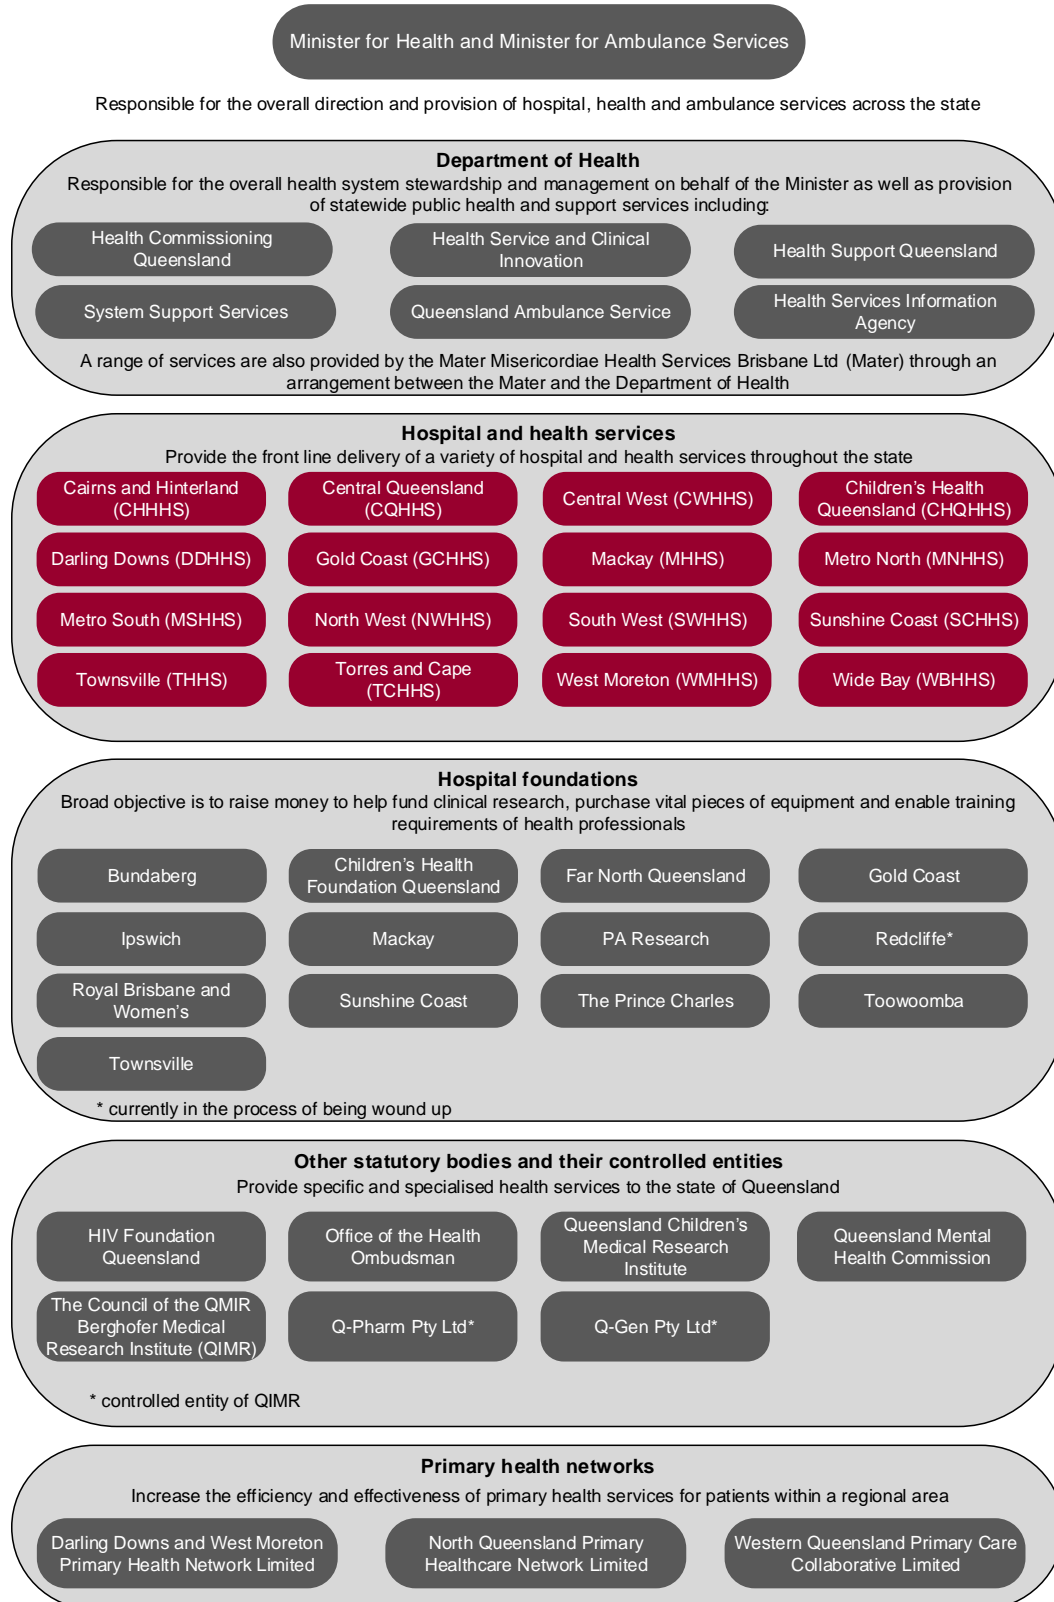 Minister for Health and Minister for Ambulance Services
Responsible for the overall direction and provision of hospital, health and ambulance services across the state
Department of Health
Responsible for the overall health system stewardship and management on behalf of the Minister as well as provision
of statewide public health and support services including:
Health Commissioning
Queensland
Health Service and Clinical
Innovation
Health Support Queensland
System Support Services
Queensland Ambulance Service
Health Services Information
Agency
A range of services are also provided by the Mater Misericordiae Health Services Brisbane Ltd (Mater) through an
arrangement between the Mater and the Department of Health
Hospital and health services
Provide the front line delivery of a variety of hospital and health services throughout the state
Cairns and Hinterland
(CHHHS)
Central Queensland
(CQHHS)
Central West (CWHHS)
Children's Health
Queensland (CHQHHS)
Darling Downs (DDHHS)
Gold Coast (GCHHS)
Mackay (MHHS)
Metro North (MNHHS)
Metro South (MSHHS)
North West (NWHHS)
South West (SWHHS)
Sunshine Coast (SCHHS)
Townsville (THHS)
Torres and Cape
(TCHHS)
West Moreton (WMHHS)
Wide Bay (WBHHS)
Hospital foundations
Broad objective is to raise money to help fund clinical research, purchase vital pieces of equipment and enable training
requirements of health professionals
Bundaberg
Children's Health
Foundation Queensland
Far North Queensland
Gold Coast
Ipswich
Mackay
PA Research
Redcliffe*
Royal Brisbane and
Women's
Sunshine Coast
The Prince Charles
Toowoomba
Townsville
* currently in the process of being wound up
Other statutory bodies and their controlled entities
Provide specific and specialised health services to the state of Queensland
HIV Foundation
Queensland
Office of the Health
Ombudsman
Queensland Children's
Medical Research
Institute
Queensland Mental
Health Commission
The Council of the QMIR
Berghofer Medical
Research Institute (QIMR)
Q-Pharm Pty Ltd*
Q-Gen Pty Ltd*
* controlled entity of QIMR
Primary health networks
Increase the efficiency and effectiveness of primary health services for patients within a regional area
Darling Downs and West Moreton
Primary Health Network Limited
North Queensland Primary
Healthcare Network Limited
Western Queensland Primary Care
Collaborative Limited